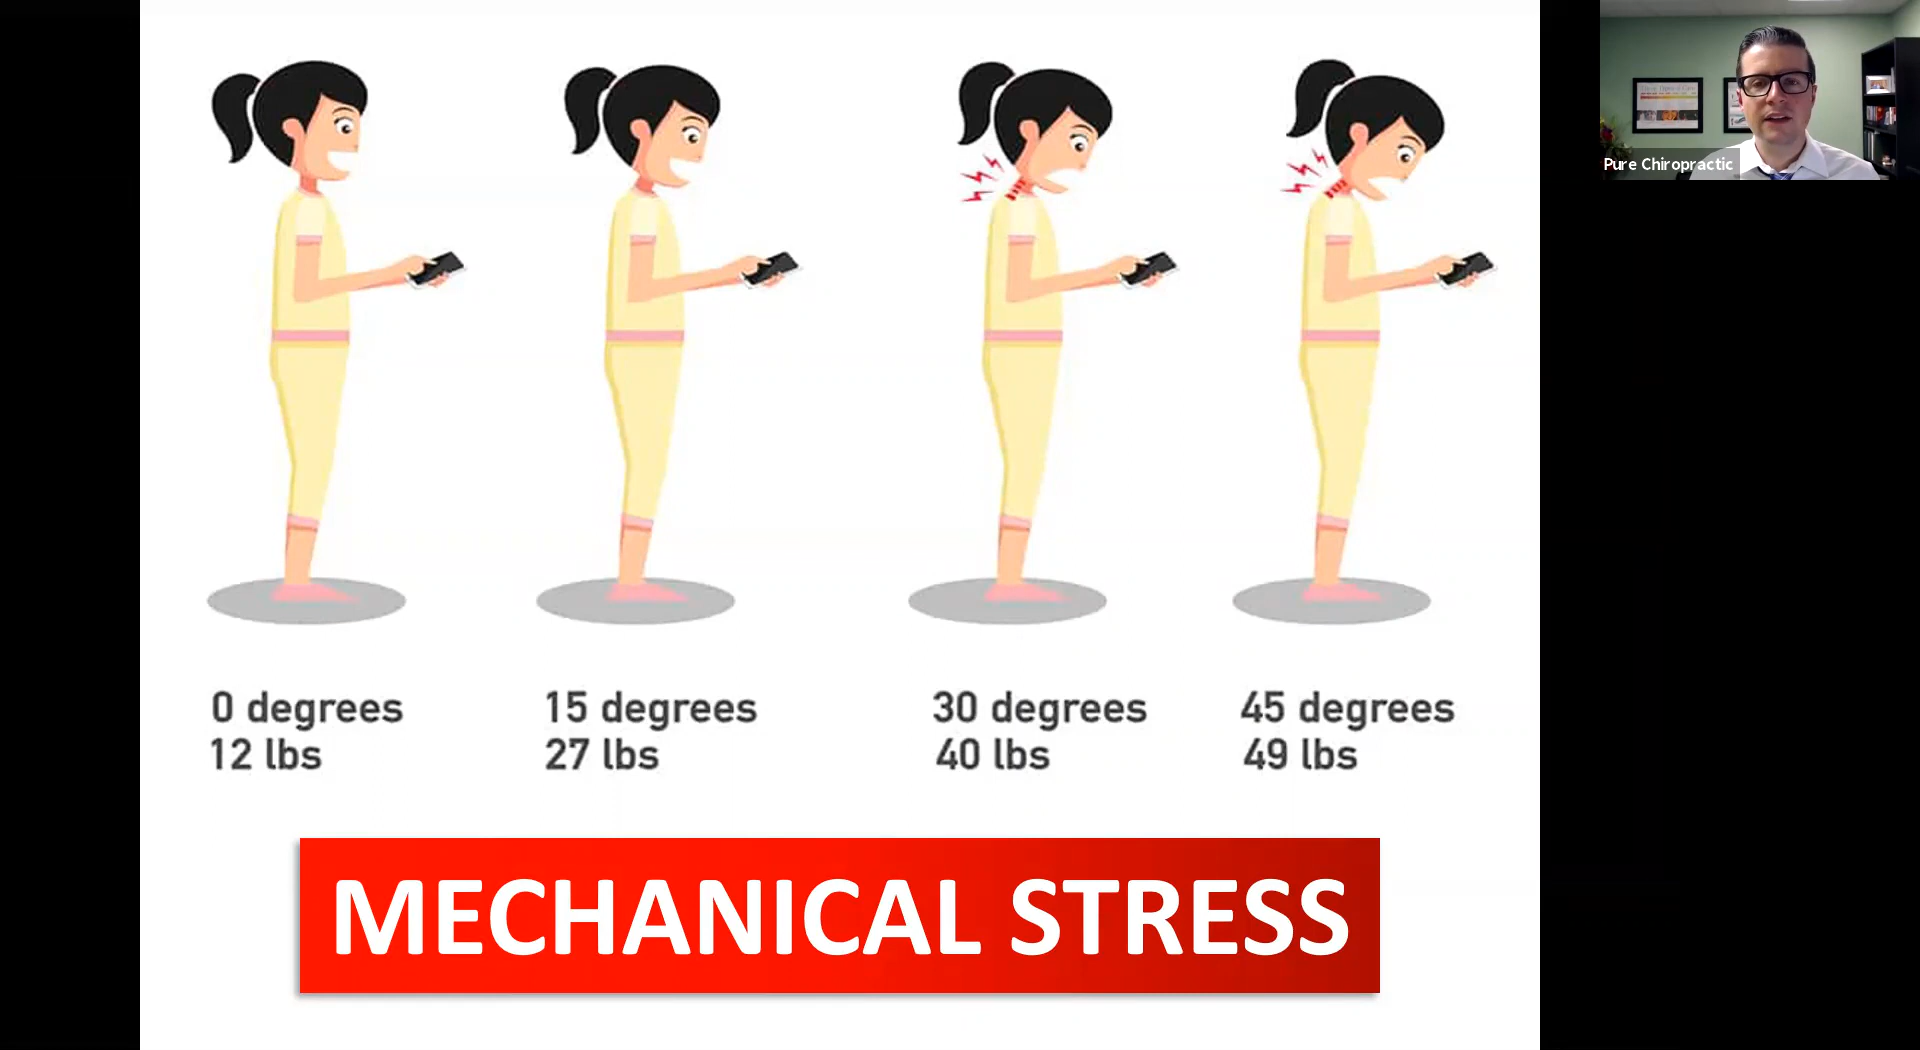 Pure Chiropractic
0 degrees
12 lbs
15 degrees
27 lbs
30 degrees
40 lbs
45 degrees
49 lbs
MECHANICAL STRESS